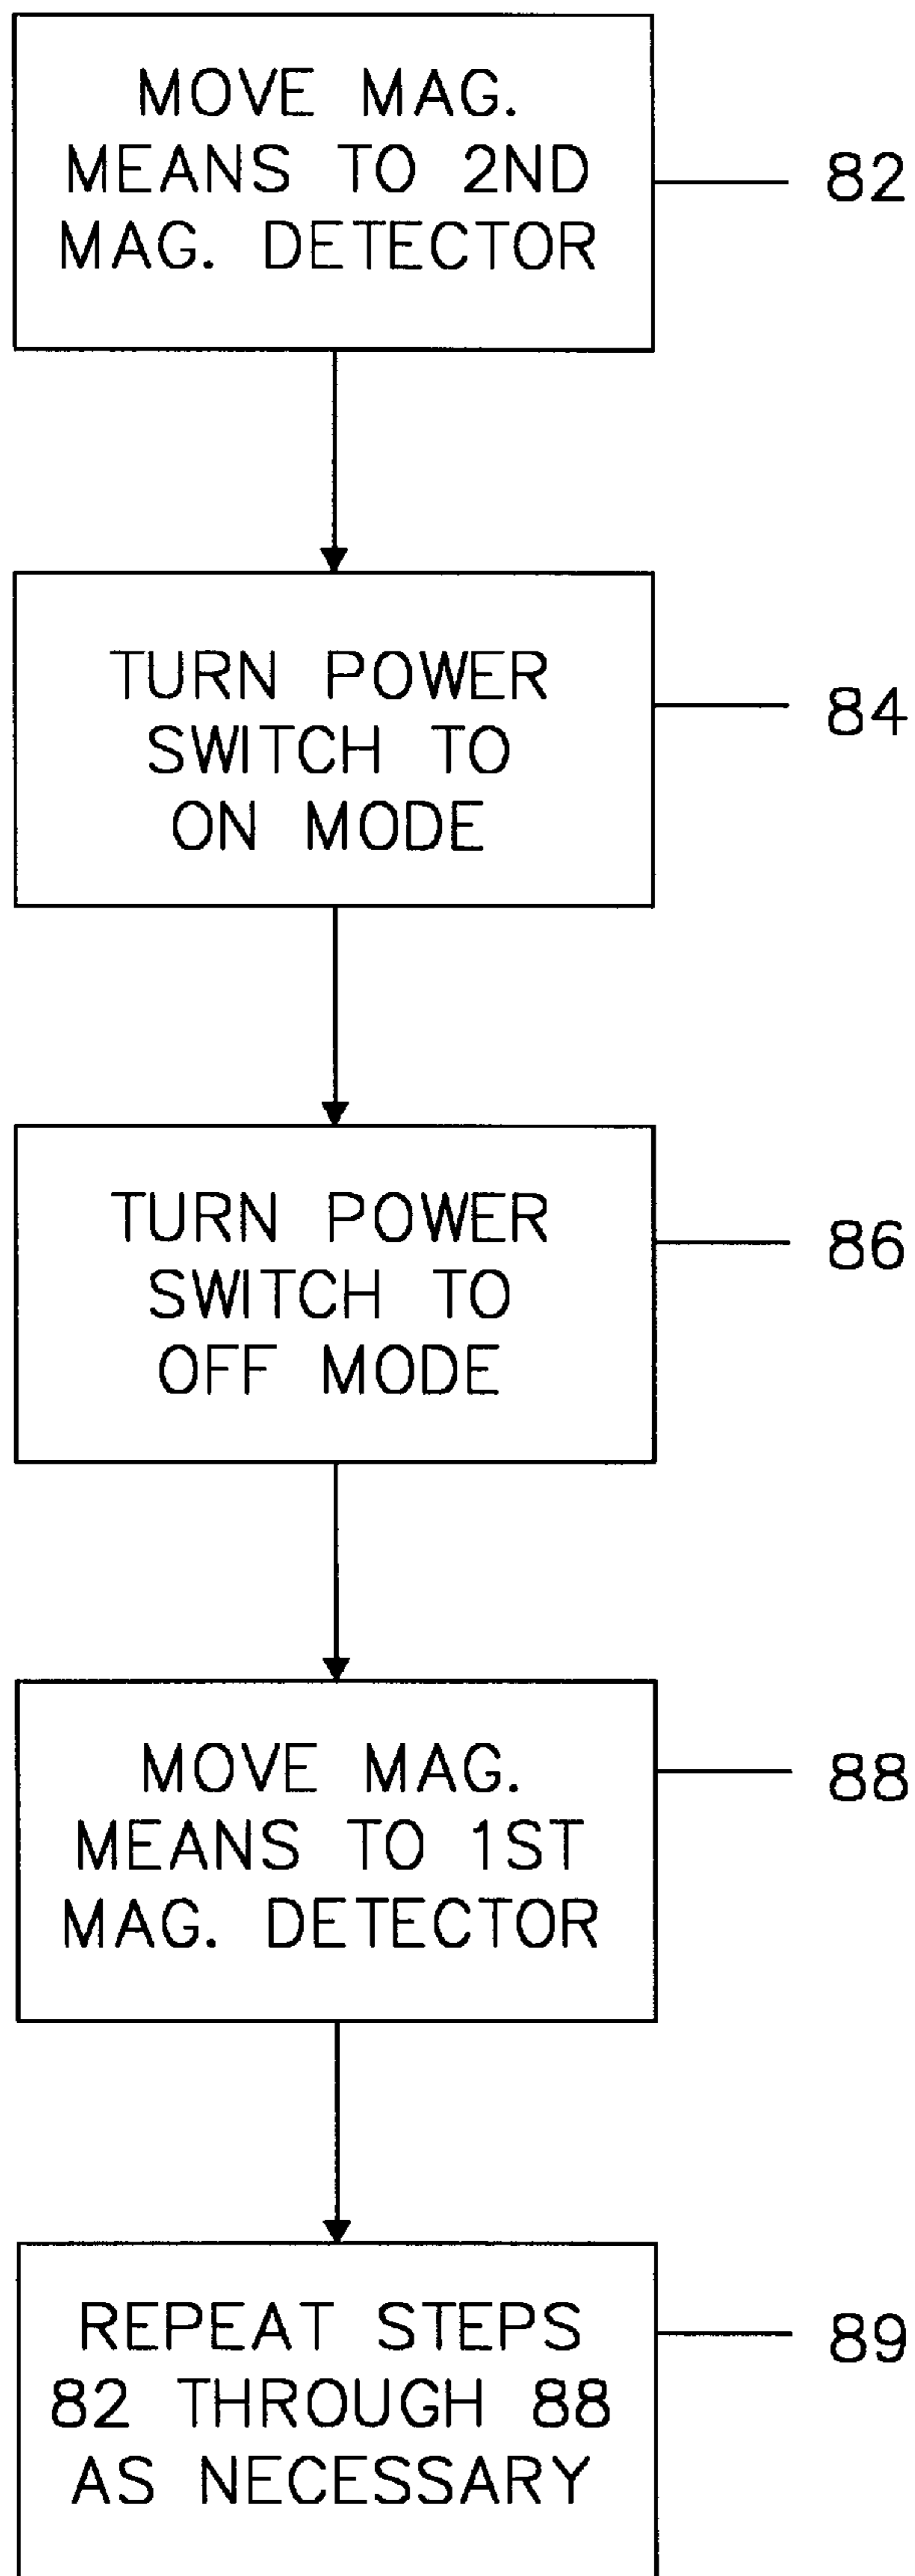 MOVE MAG.
MEANS TO 2ND
MAG. DETECTOR
82
TURN POWER
SWITCH TO
ON MODE
84
TURN POWER
SWITCH TO
OFF MODE
86
MOVE MAG.
MEANS TO 1ST
MAG. DETECTOR
88
REPEAT STEPS
82 THROUGH 88
AS NECESSARY
89